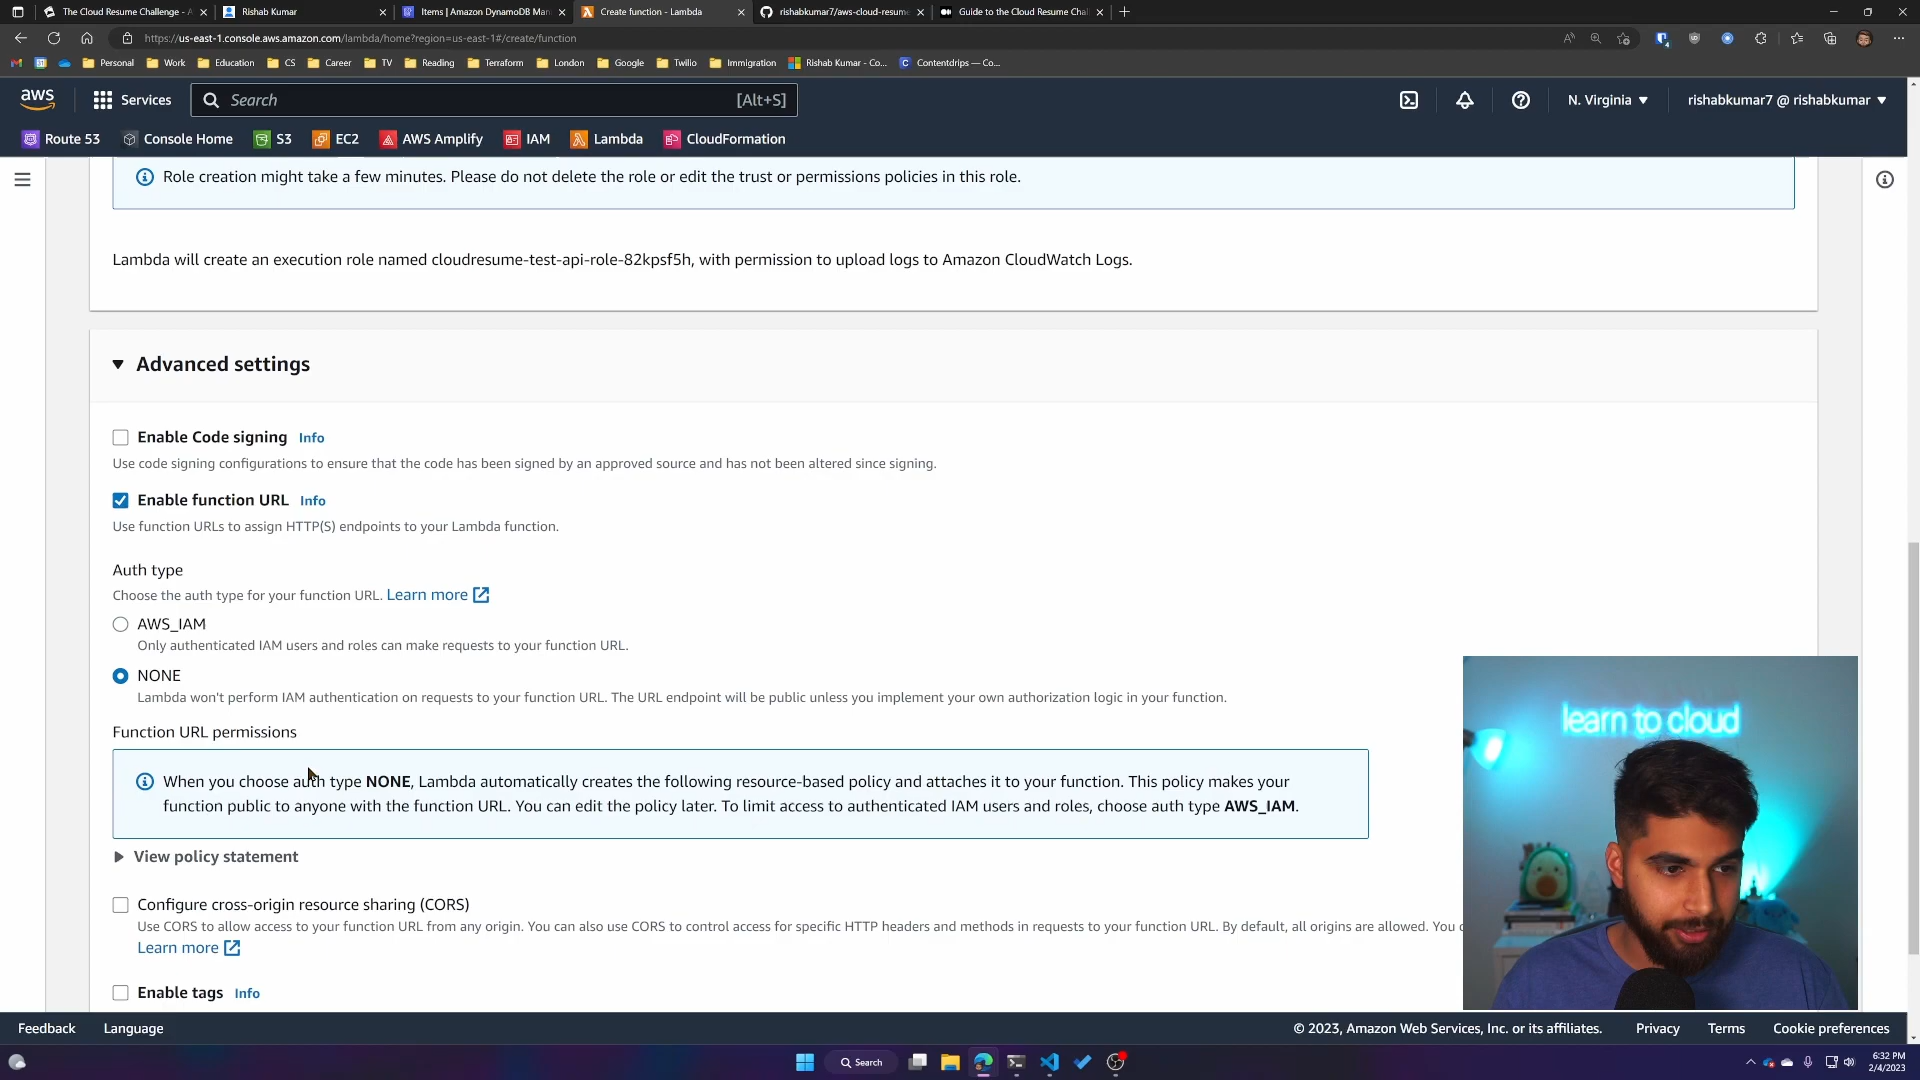 The Cloud Resume Challenge - A
Rishab Kumar
Items | Amazon DynamoDB Man
Create function - Lambda
rishabkumar7/aws-cloud-resume
Guide to the Cloud Resume Chal
https://us-east-1.console.aws.amazon.com/lambda/home?region=us-east-1#/create/function
Personal
Work
Education
CS
Career
TV
Reading
Terraform
London
Google
Twilio
Immigration
Rishab Kumar - Co...
Contentdrips — Co...
aws
Services
Search
[Alt+S]
N. Virginia
rishabkumar7 @ rishabkumar
Route 53
Console Home
S3
EC2
AWS Amplify
IAM
Lambda
CloudFormation
Role creation might take a few minutes. Please do not delete the role or edit the trust or permissions policies in this role.
Lambda will create an execution role named cloudresume-test-api-role-82kpsf5h, with permission to upload logs to Amazon CloudWatch Logs.
Advanced settings
Enable Code signing Info
Use code signing configurations to ensure that the code has been signed by an approved source and has not been altered since signing.
Enable function URL Info
Use function URLs to assign HTTP(S) endpoints to your Lambda function.
Auth type
Choose the auth type for your function URL. Learn more
AWS_IAM
Only authenticated IAM users and roles can make requests to your function URL.
NONE
Lambda won't perform IAM authentication on requests to your function URL. The URL endpoint will be public unless you implement your own authorization logic in your function.
Function URL permissions
When you choose auth type NONE, Lambda automatically creates the following resource-based policy and attaches it to your function. This policy makes your
function public to anyone with the function URL. You can edit the policy later. To limit access to authenticated IAM users and roles, choose auth type AWS_IAM.
View policy statement
Configure cross-origin resource sharing (CORS)
Use CORS to allow access to your function URL from any origin. You can also use CORS to control access for specific HTTP headers and methods in requests to your function URL. By default, all origins are allowed. You c
Learn more
Enable tags Info
learn to cloud
Feedback
Language
© 2023, Amazon Web Services, Inc. or its affiliates.
Privacy
Terms
Cookie preferences
Search
6:32 PM
2/4/2023